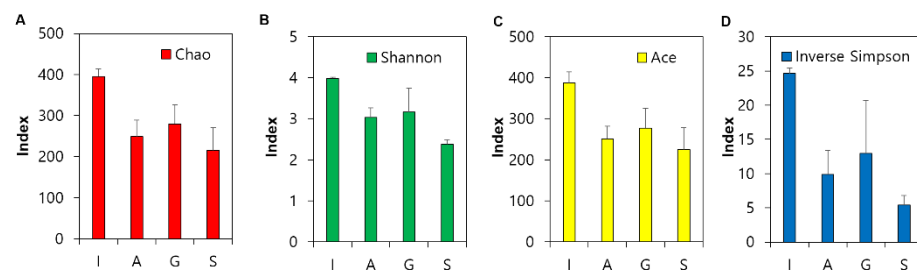 A
Index
500
400
300
200
100
0
Chao
I A G S
B
Index
5
4
3
2
1
0
Shannon
I A G S
C
Index
500
400
300
200
100
0
Ace
I A G S
D
Index
30
25
20
15
10
5
0
Inverse Simpson
I A G S